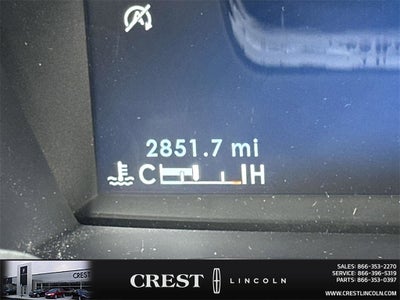 A
2851.7 mi
C H
SALES: 866-353-2270
SERVICE: 866-396-5319
PARTS: 866-353-0397
CREST LINCOLN
WWW.CRESTLINCOLN.COM
CREST